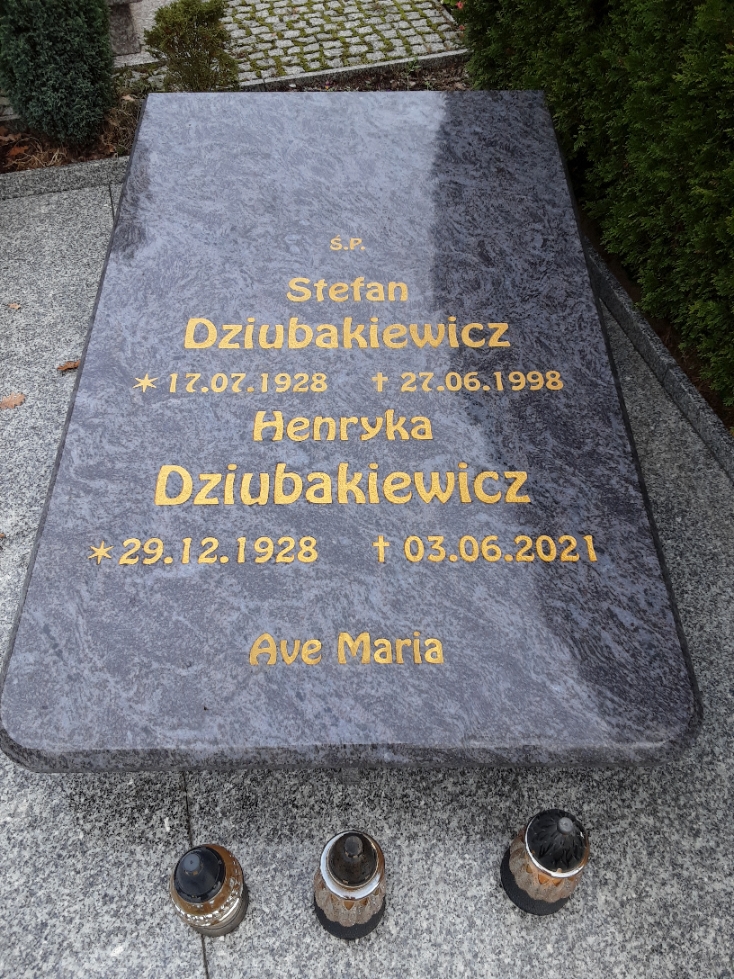 Ś.P.
Stefan
Dziubakiewicz
✶ 17.07.1928 † 27.06.1998
Henryka
Dziubakiewicz
✶ 29.12.1928 † 03.06.2021
Ave Maria